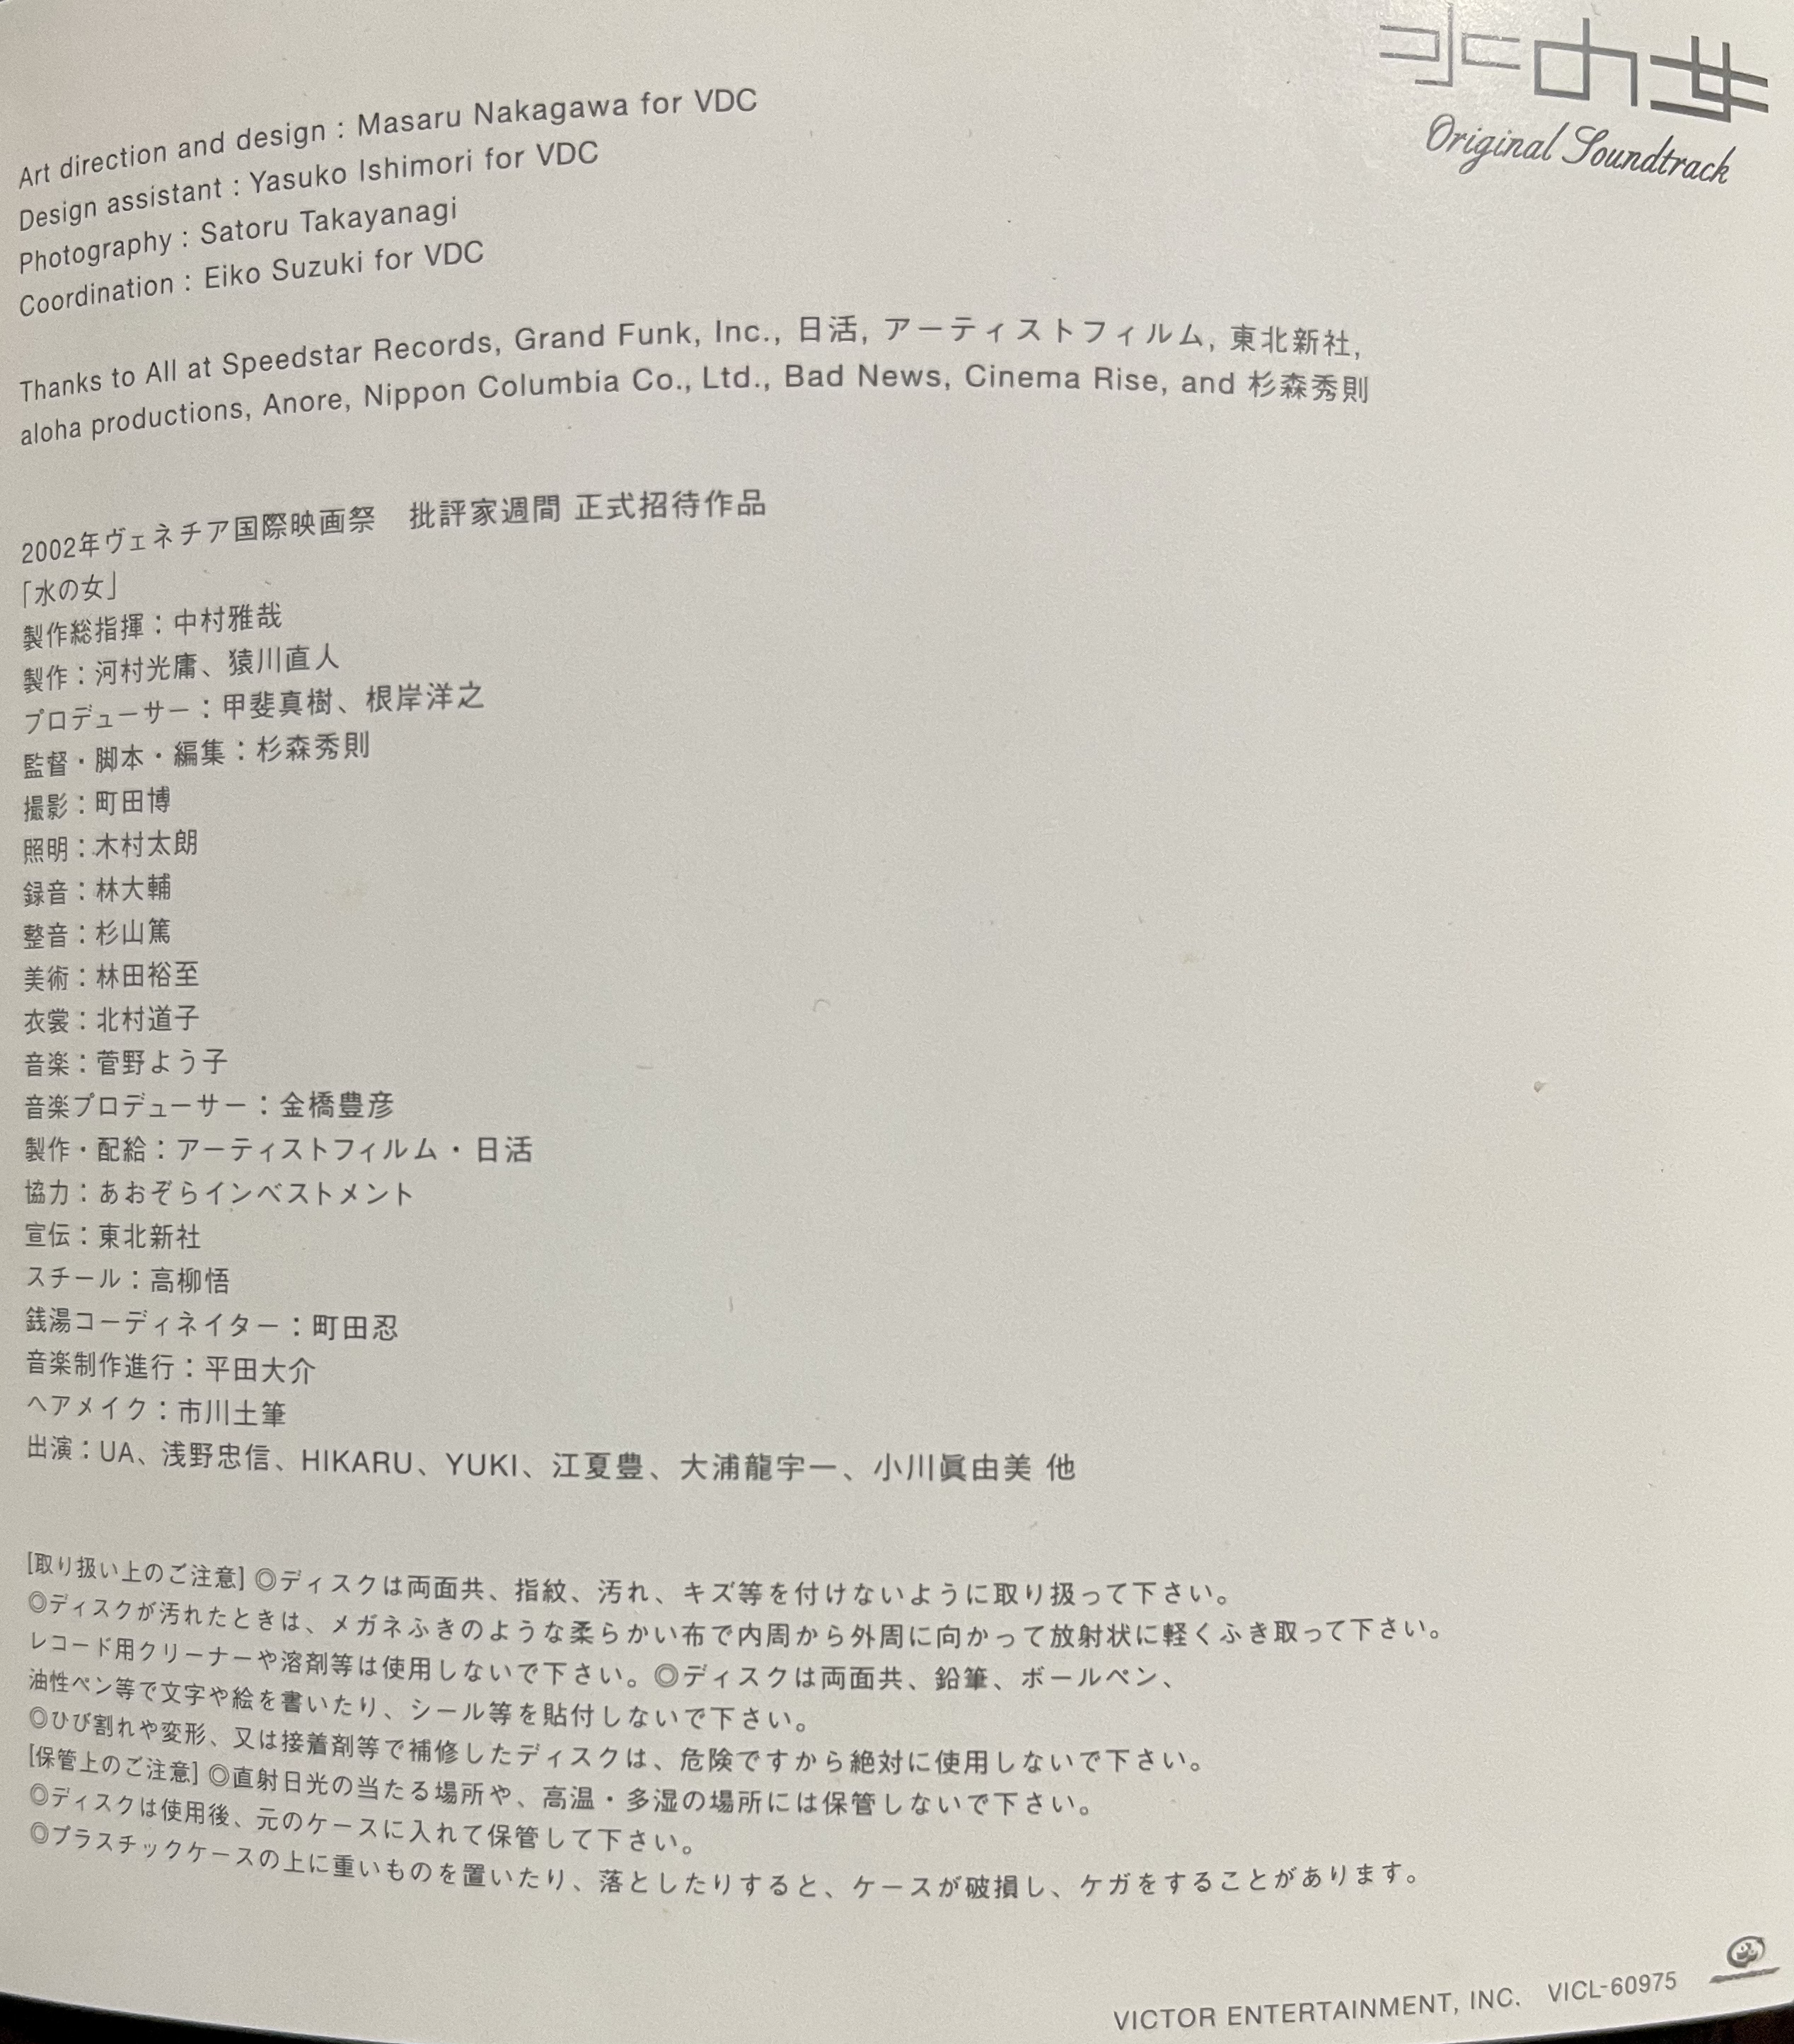 水の女
Original Soundtrack
Art direction and design : Masaru Nakagawa for VDC
Design assistant : Yasuko Ishimori for VDC
Photography : Satoru Takayanagi
Coordination : Eiko Suzuki for VDC
Thanks to All at Speedstar Records, Grand Funk, Inc., 日活, アーティストフィルム, 東北新社,
aloha productions, Anore, Nippon Columbia Co., Ltd., Bad News, Cinema Rise, and 杉森秀則
2002年ヴェネチア国際映画祭　批評家週間 正式招待作品
「水の女」
製作総指揮：中村雅哉
製作：河村光庸、猿川直人
プロデューサー：甲斐真樹、根岸洋之
監督・脚本・編集：杉森秀則
撮影：町田博
照明：木村太朗
録音：林大輔
整音：杉山篤
美術：林田裕至
衣裳：北村道子
音楽：菅野よう子
音楽プロデューサー：金橋豊彦
製作・配給：アーティストフィルム・日活
協力：あおぞらインベストメント
宣伝：東北新社
スチール：高柳悟
銭湯コーディネイター：町田忍
音楽制作進行：平田大介
ヘアメイク：市川土筆
出演：UA、浅野忠信、HIKARU、YUKI、江夏豊、大浦龍宇一、小川眞由美 他
[取り扱い上のご注意] ◎ディスクは両面共、指紋、汚れ、キズ等を付けないように取り扱って下さい。
◎ディスクが汚れたときは、メガネふきのような柔らかい布で内周から外周に向かって放射状に軽くふき取って下さい。
レコード用クリーナーや溶剤等は使用しないで下さい。◎ディスクは両面共、鉛筆、ボールペン、
油性ペン等で文字や絵を書いたり、シール等を貼付しないで下さい。
◎ひび割れや変形、又は接着剤等で補修したディスクは、危険ですから絶対に使用しないで下さい。
[保管上のご注意] ◎直射日光の当たる場所や、高温・多湿の場所には保管しないで下さい。
◎ディスクは使用後、元のケースに入れて保管して下さい。
◎プラスチックケースの上に重いものを置いたり、落としたりすると、ケースが破損し、ケガをすることがあります。
VICTOR ENTERTAINMENT, INC. VICL-60975